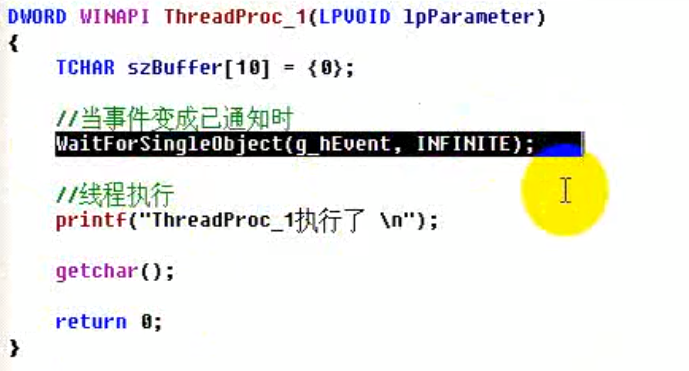 DWORD WINAPI ThreadProc_1(LPVOID lpParameter)
{
TCHAR szBuffer[10] = {0};
//当事件变成已通知时
WaitForSingleObject(g_hEvent, INFINITE);
//线程执行
printf("ThreadProc_1执行了 \n");
getchar();
return 0;
}